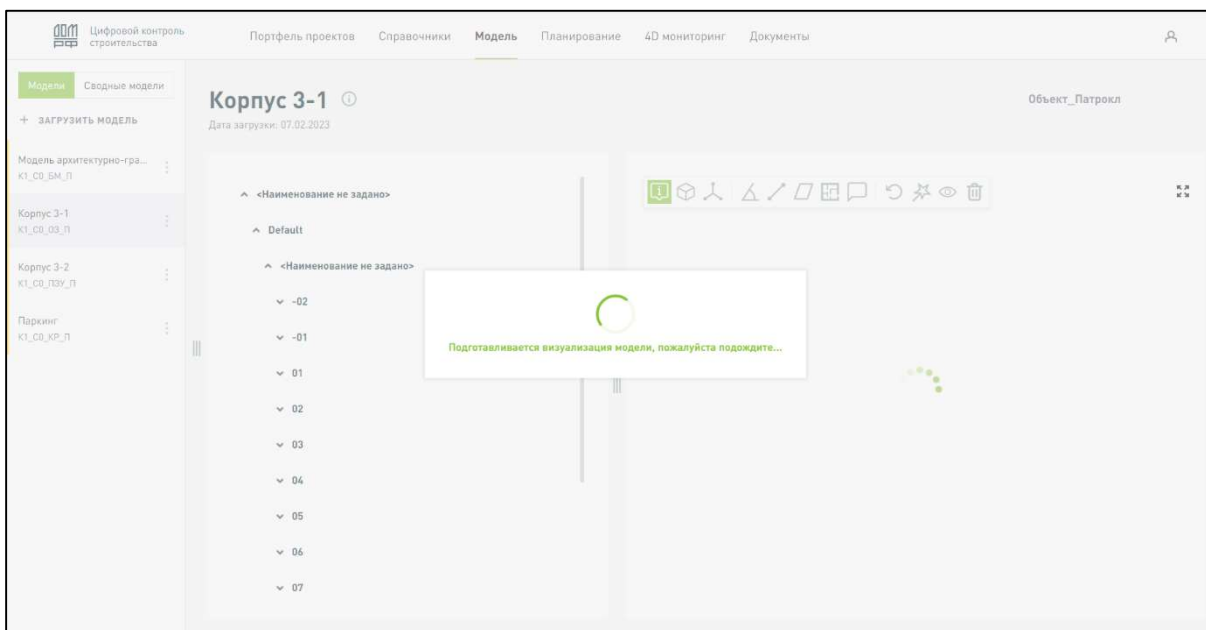 ДОМ РФ
Цифровой контроль
строительства
Портфель проектов Справочники Модель Планирование 4D мониторинг Документы
Модели Сводные модели
+ ЗАГРУЗИТЬ МОДЕЛЬ
Модель архитектурно-гра...
К1_С0_БМ_П
Корпус 3-1
К1_С0_03_П
Корпус 3-2
К1_С0_ПЗУ_П
Паркинг
К1_С0_КР_П
Корпус 3-1
Дата загрузки: 07.02.2023
Объект_Патрокл
<Наименование не задано>
Default
<Наименование не задано>
-02
-01
01
02
03
04
05
06
07
Подготавливается визуализация модели, пожалуйста подождите...